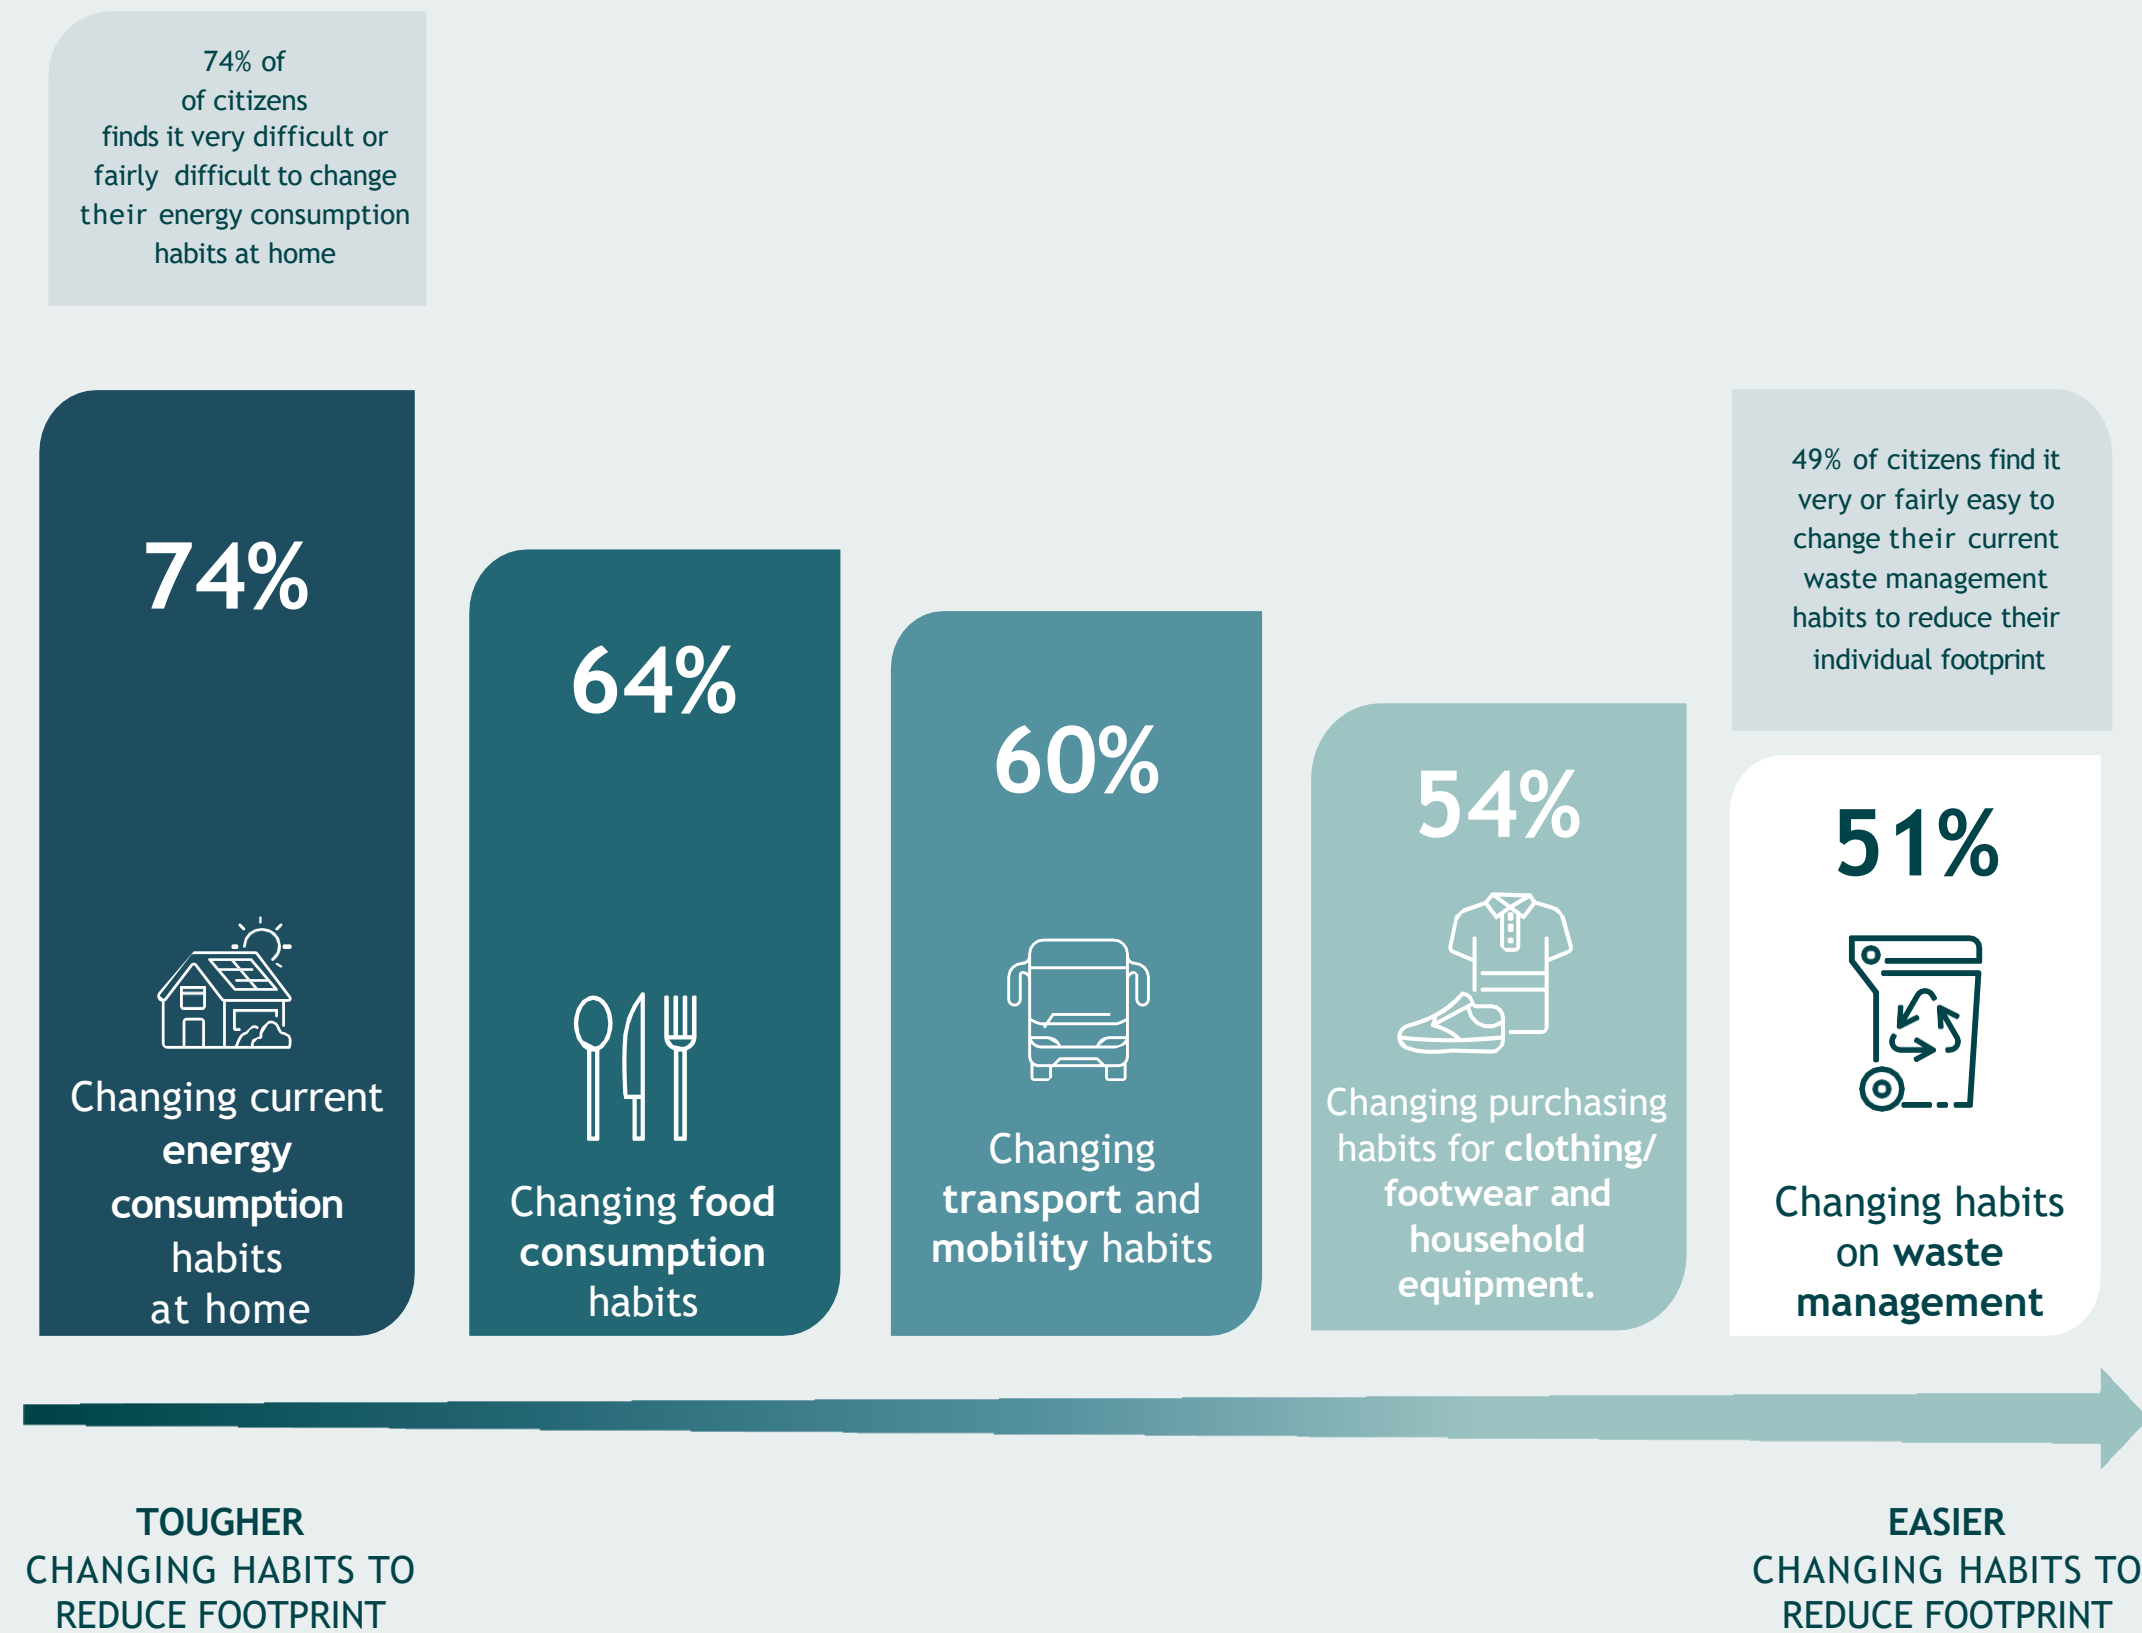 74% of
of citizens
finds it very difficult or
fairly difficult to change
their energy consumption
habits at home
74%
Changing current
energy
consumption
habits
at home
64%
Changing food
consumption
habits
60%
Changing
transport and
mobility habits
54%
Changing purchasing
habits for clothing/
footwear and
household
equipment.
49% of citizens find it
very or fairly easy to
change their current
waste management
habits to reduce their
individual footprint
51%
Changing habits
on waste
management
TOUGHER
CHANGING HABITS TO
REDUCE FOOTPRINT
EASIER
CHANGING HABITS TO
REDUCE FOOTPRINT